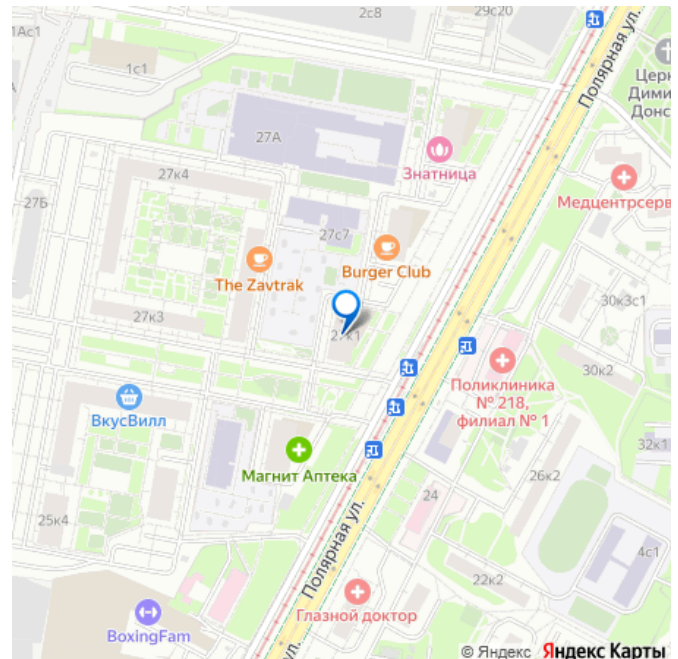 2с8
29с20
1Ас1
1с1
Полярная ул.
Церк
Дими
Донс
27А
Знатница
27к4
Медцентрсерв
27Б
27с7
The Zavtrak
Burger Club
30к3с1
27к3
27к1
30к2
Поликлиника
№ 218,
филиал № 1
ВкусВилл
32к1
Магнит Аптека
26к2
24
25к4
Полярная ул.
4с1
22к2
Глазной доктор
BoxingFam
ул.
© Яндекс Яндекс Карты